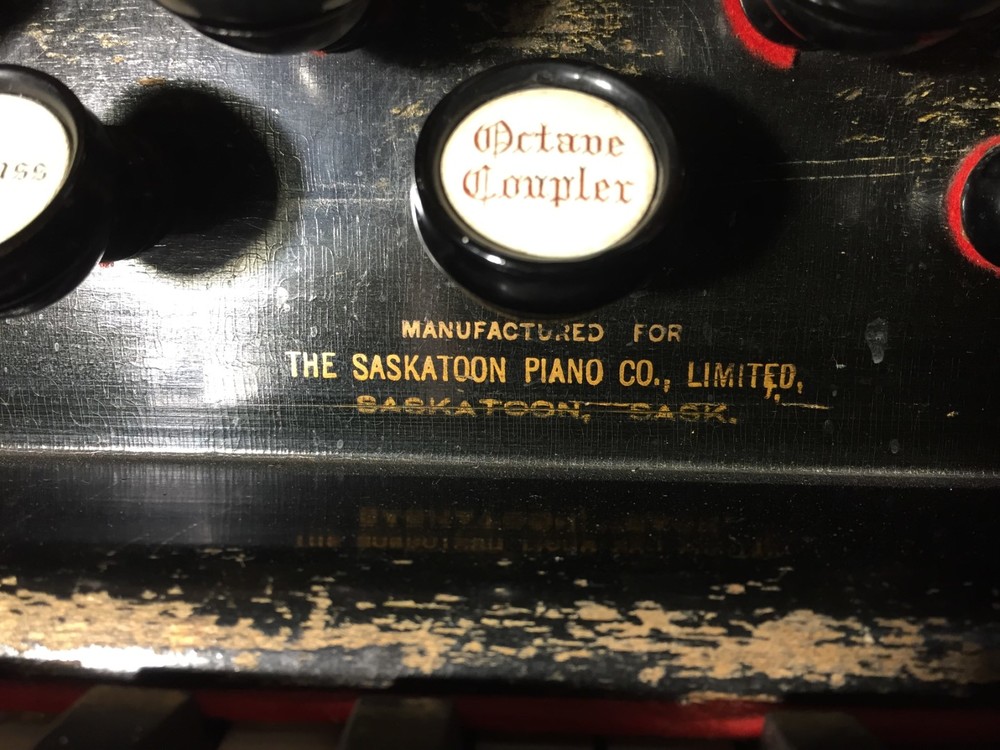 Octave
Coupler
MANUFACTURED FOR
THE SASKATOON PIANO CO., LIMITED,
SASKATOON, SASK.